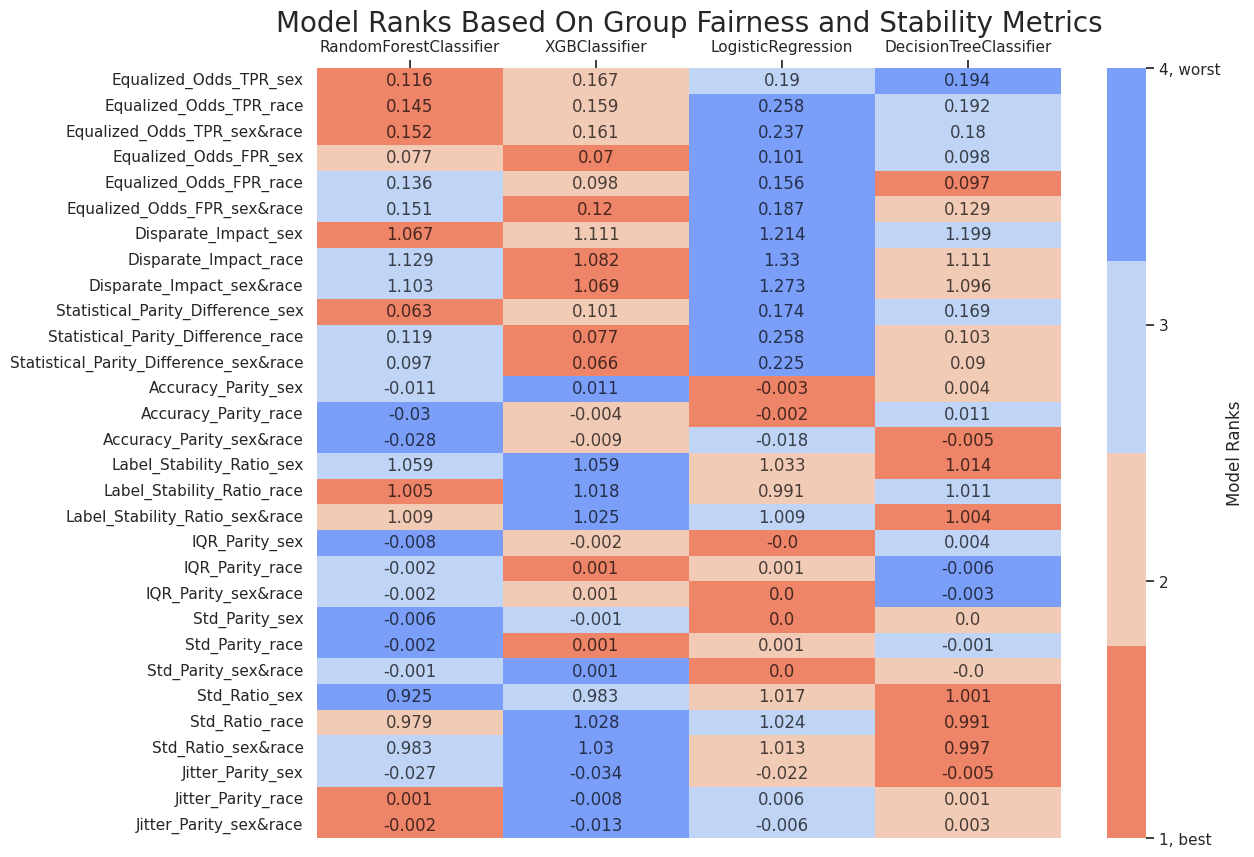 Model Ranks Based On Group Fairness and Stability Metrics
RandomForestClassifier XGBClassifier LogisticRegression DecisionTreeClassifier
Equalized_Odds_TPR_sex 0.116 0.167 0.19 0.194 4, worst
Equalized_Odds_TPR_race 0.145 0.159 0.258 0.192
Equalized_Odds_TPR_sex&race 0.152 0.161 0.237 0.18
Equalized_Odds_FPR_sex 0.077 0.07 0.101 0.098
Equalized_Odds_FPR_race 0.136 0.098 0.156 0.097
Equalized_Odds_FPR_sex&race 0.151 0.12 0.187 0.129
Disparate_Impact_sex 1.067 1.111 1.214 1.199
Disparate_Impact_race 1.129 1.082 1.33 1.111
Disparate_Impact_sex&race 1.103 1.069 1.273 1.096
Statistical_Parity_Difference_sex 0.063 0.101 0.174 0.169
Statistical_Parity_Difference_race 0.119 0.077 0.258 0.103 3
Statistical_Parity_Difference_sex&race 0.097 0.066 0.225 0.09
Accuracy_Parity_sex -0.011 0.011 -0.003 0.004
Accuracy_Parity_race -0.03 -0.004 -0.002 0.011
Accuracy_Parity_sex&race -0.028 -0.009 -0.018 -0.005
Label_Stability_Ratio_sex 1.059 1.059 1.033 1.014
Label_Stability_Ratio_race 1.005 1.018 0.991 1.011
Label_Stability_Ratio_sex&race 1.009 1.025 1.009 1.004
IQR_Parity_sex -0.008 -0.002 -0.0 0.004
IQR_Parity_race -0.002 0.001 0.001 -0.006
IQR_Parity_sex&race -0.002 0.001 0.0 -0.003 2
Std_Parity_sex -0.006 -0.001 0.0 0.0
Std_Parity_race -0.002 0.001 0.001 -0.001
Std_Parity_sex&race -0.001 0.001 0.0 -0.0
Std_Ratio_sex 0.925 0.983 1.017 1.001
Std_Ratio_race 0.979 1.028 1.024 0.991
Std_Ratio_sex&race 0.983 1.03 1.013 0.997
Jitter_Parity_sex -0.027 -0.034 -0.022 -0.005
Jitter_Parity_race 0.001 -0.008 0.006 0.001
Jitter_Parity_sex&race -0.002 -0.013 -0.006 0.003 1, best
Model Ranks